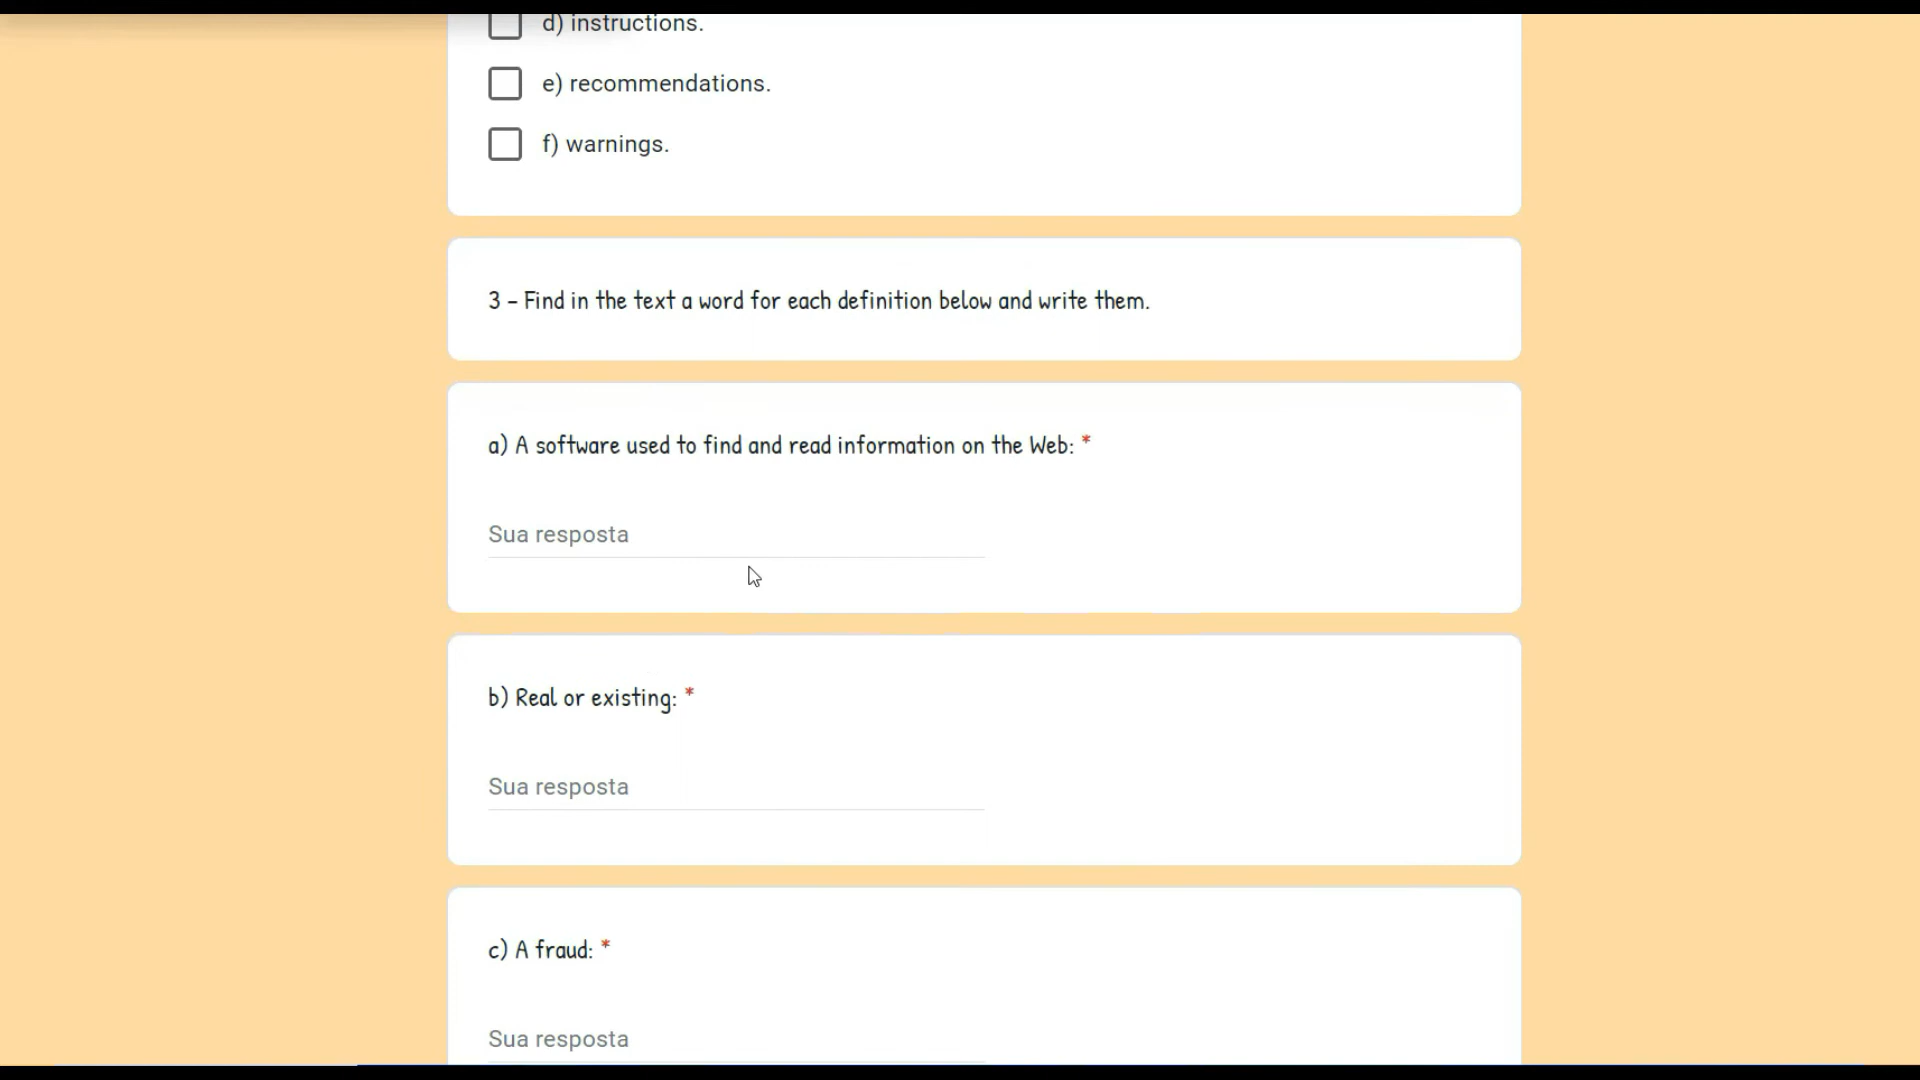 d) instructions.
e) recommendations.
f) warnings.
3 - Find in the text a word for each definition below and write them.
a) A software used to find and read information on the Web: *
Sua resposta
b) Real or existing: *
Sua resposta
c) A fraud: *
Sua resposta